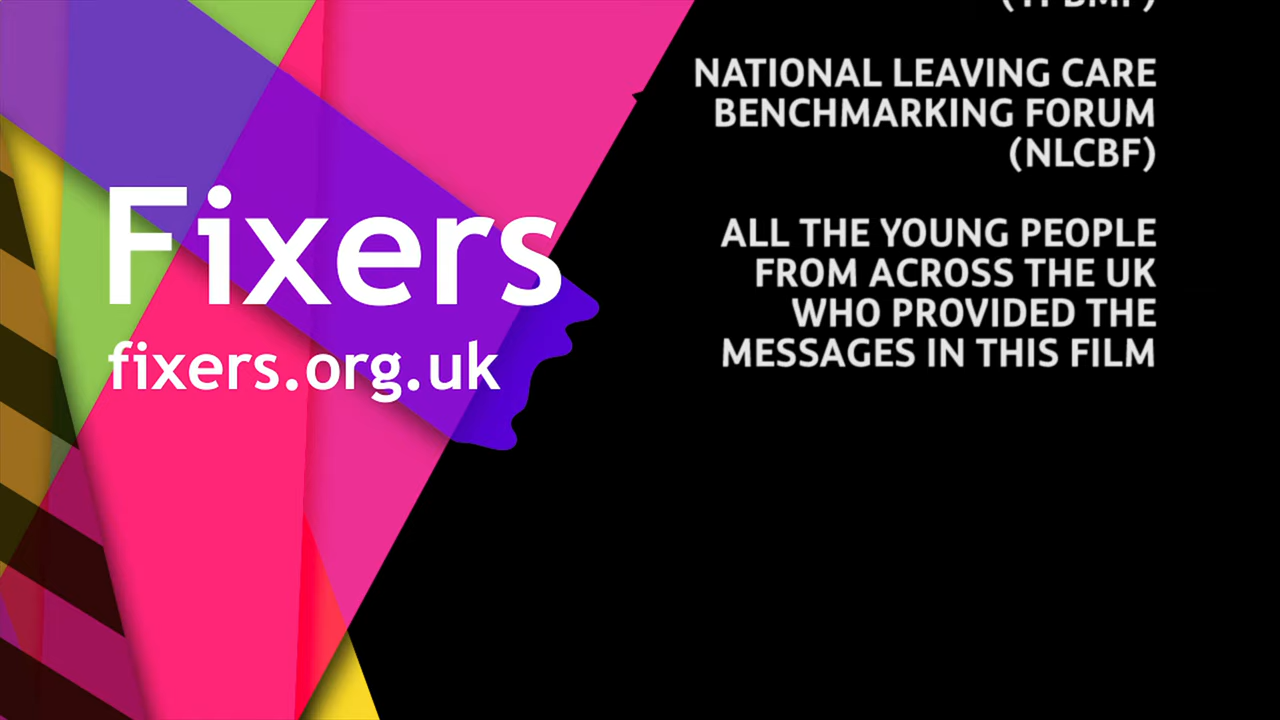 Fixers
fixers.org.uk
NATIONAL LEAVING CARE
BENCHMARKING FORUM
(NLCBF)
ALL THE YOUNG PEOPLE
FROM ACROSS THE UK
WHO PROVIDED THE
MESSAGES IN THIS FILM